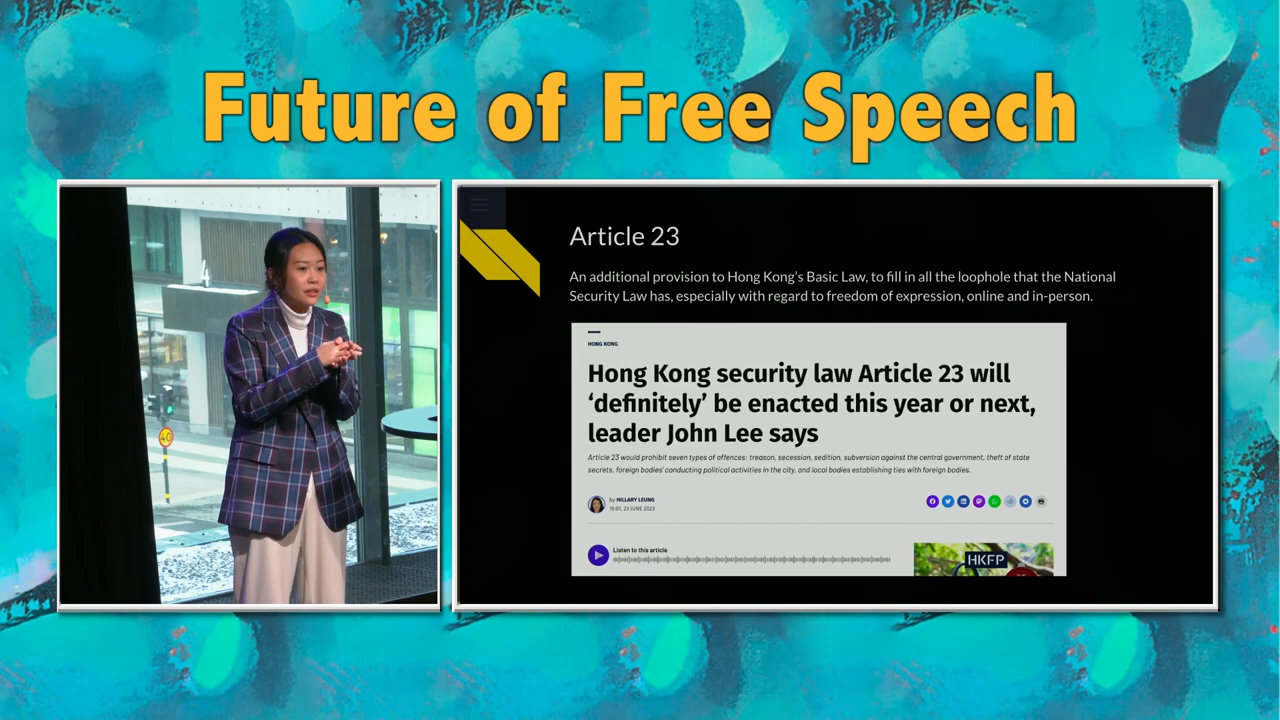 Future of Free Speech
4
40
Article 23
An additional provision to Hong Kong's Basic Law, to fill in all the loophole that the National
Security Law has, especially with regard to freedom of expression, online and in-person.
HONG KONG
Hong Kong security law Article 23 will
‘definitely’ be enacted this year or next,
leader John Lee says
Article 23 would prohibit seven types of offences: treason, secession, sedition, subversion against the central government, theft of state
secrets, foreign bodies' conducting political activities in the city, and local bodies establishing ties with foreign bodies.
by HILLARY LEUNG
15:01, 23 JUNE 2023
Listen to this article
HKFP